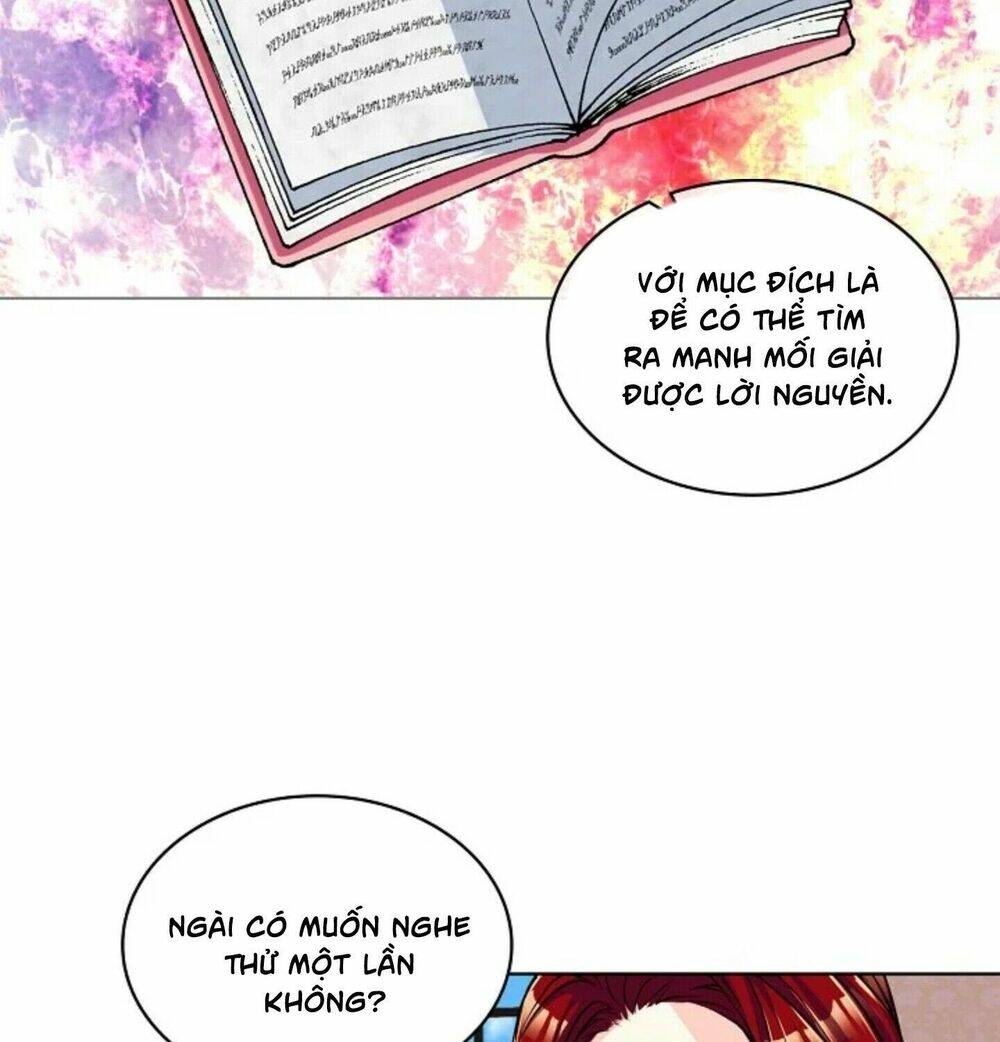 VỚI MỤC ĐÍCH LÀ
ĐỂ CÓ THỂ TÌM
RA MANH MỐI GIẢI
ĐƯỢC LỜI NGUYỀN.
NGÀI CÓ MUỐN NGHE
THỬ MỘT LẦN
KHÔNG?